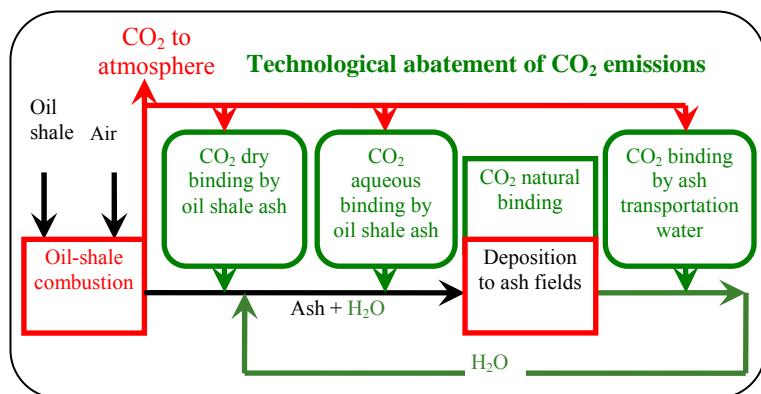 CO₂ to
atmosphere
Technological abatement of CO₂ emissions
Oil
shale
Air
CO₂ dry
binding by
oil shale ash
CO₂
aqueous
binding by
oil shale ash
CO₂ natural
binding
CO₂ binding
by ash
transportation
water
Oil-shale
combustion
Deposition
to ash fields
Ash + H₂O
H₂O